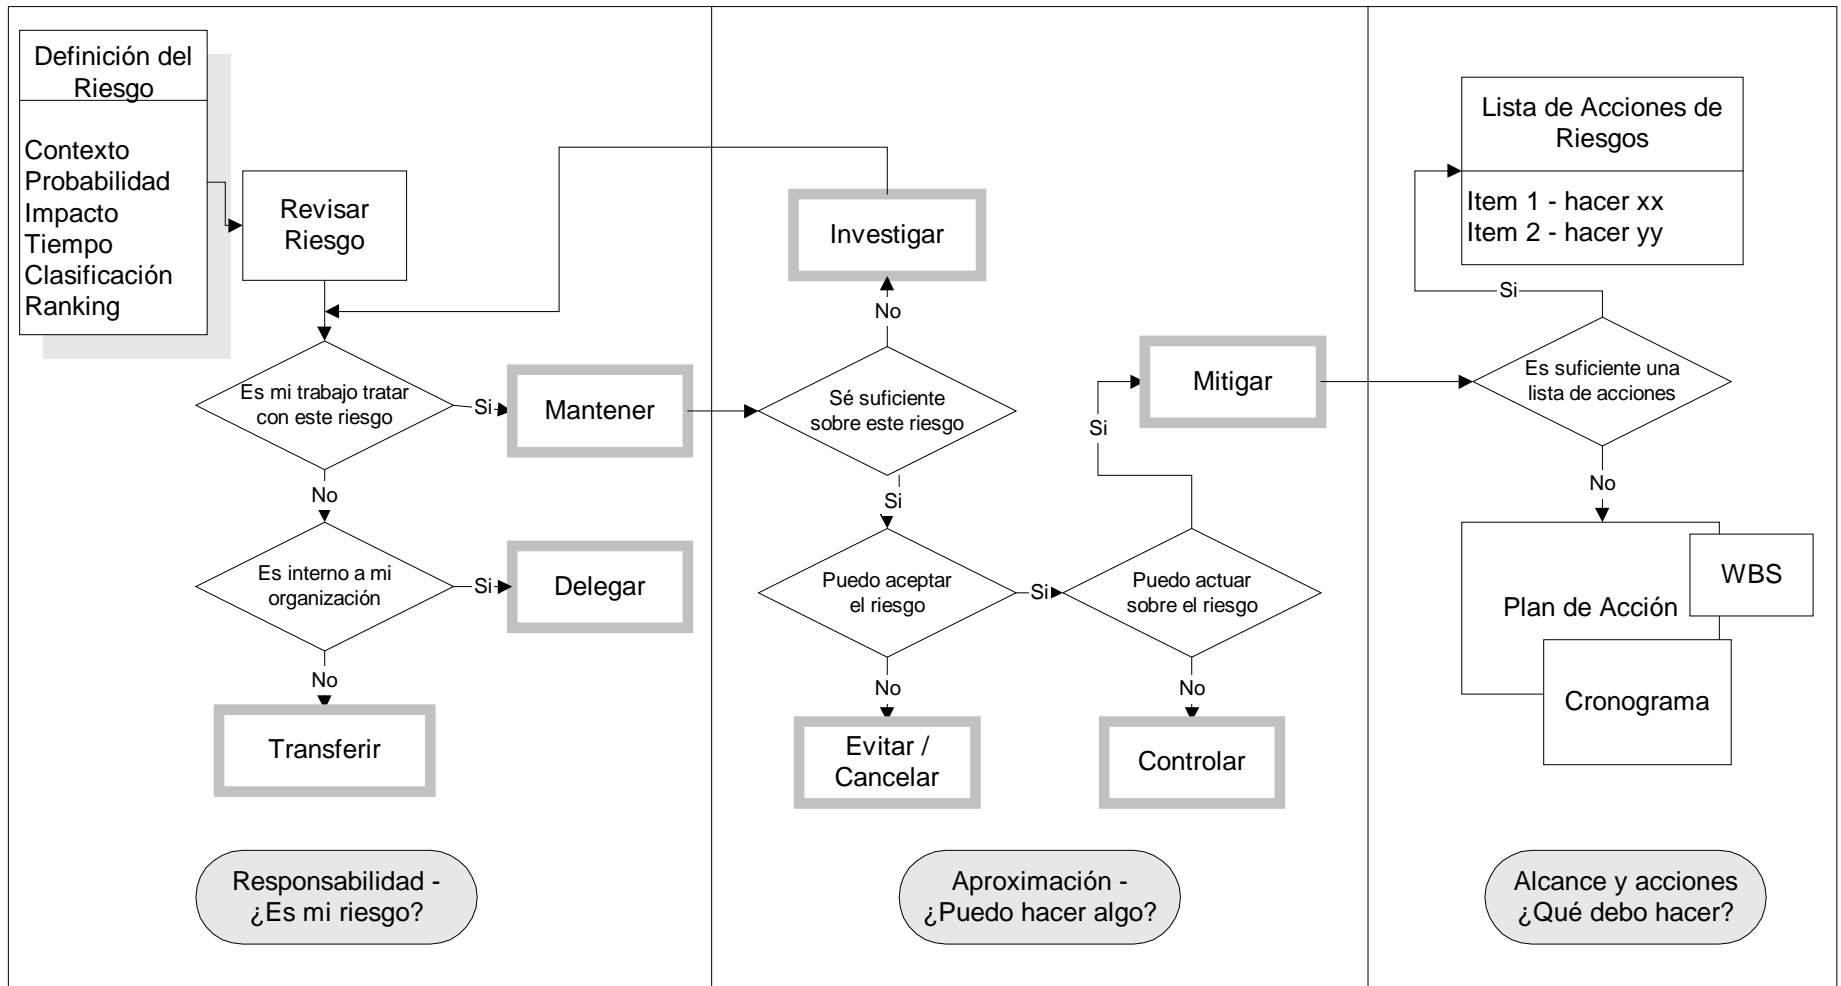 Definición del
Riesgo
Contexto
Probabilidad
Impacto
Tiempo
Clasificación
Ranking
Revisar
Riesgo
Es mi trabajo tratar
con este riesgo
Si
Mantener
No
Es interno a mi
organización
Si
Delegar
No
Transferir
Responsabilidad -
¿Es mi riesgo?
Investigar
No
Sé suficiente
sobre este riesgo
Si
Puedo aceptar
el riesgo
Si
Puedo actuar
sobre el riesgo
Si
Mitigar
No
Evitar /
Cancelar
No
Controlar
Aproximación -
¿Puedo hacer algo?
Lista de Acciones de
Riesgos
Item 1 - hacer xx
Item 2 - hacer yy
Si
Es suficiente una
lista de acciones
No
Plan de Acción
WBS
Cronograma
Alcance y acciones
¿Qué debo hacer?